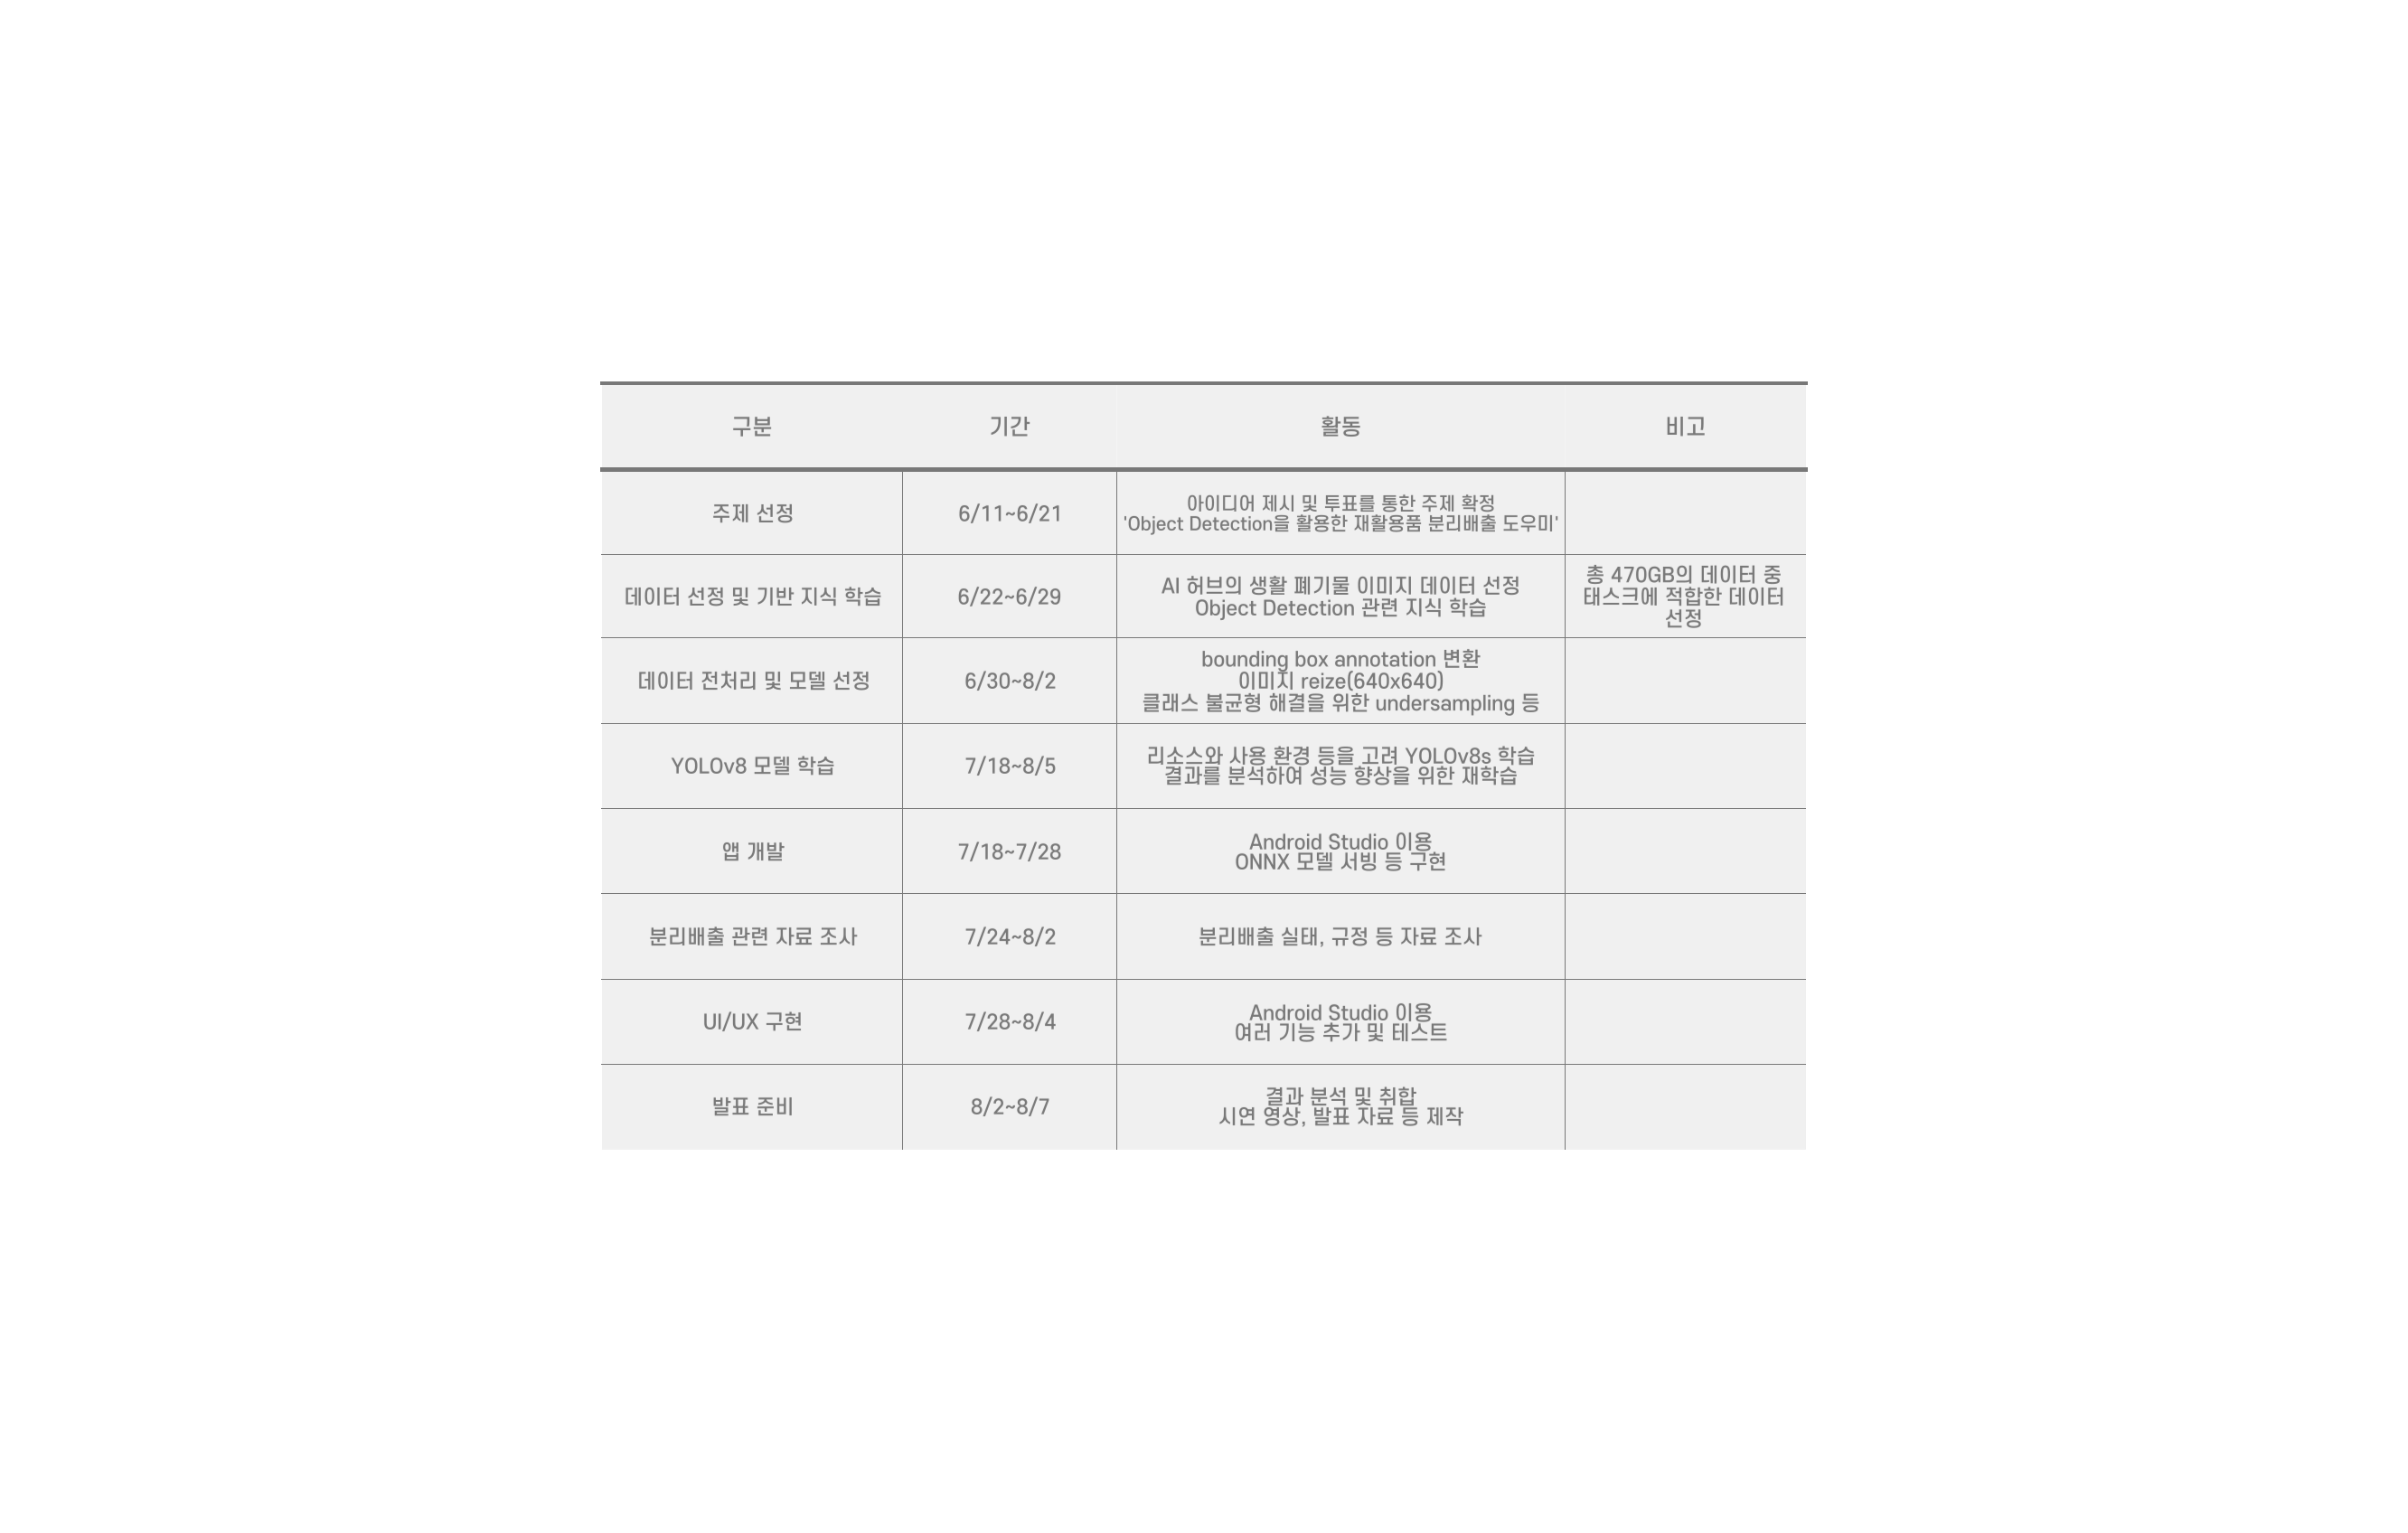 구분 기간 활동 비고
주제 선정 6/11~6/21 아이디어 제시 및 투표를 통한 주제 확정
'Object Detection을 활용한 재활용품 분리배출 도우미'
데이터 선정 및 기반 지식 학습 6/22~6/29 AI 허브의 생활 폐기물 이미지 데이터 선정
Object Detection 관련 지식 학습
총 470GB의 데이터 중
태스크에 적합한 데이터
선정
데이터 전처리 및 모델 선정 6/30~8/2 bounding box annotation 변환
이미지 reize(640x640)
클래스 불균형 해결을 위한 undersampling 등
YOLOv8 모델 학습 7/18~8/5 리소스와 사용 환경 등을 고려 YOLOv8s 학습
결과를 분석하여 성능 향상을 위한 재학습
앱 개발 7/18~7/28 Android Studio 이용
ONNX 모델 서빙 등 구현
분리배출 관련 자료 조사 7/24~8/2 분리배출 실태, 규정 등 자료 조사
UI/UX 구현 7/28~8/4 Android Studio 이용
여러 기능 추가 및 테스트
발표 준비 8/2~8/7 결과 분석 및 취합
시연 영상, 발표 자료 등 제작